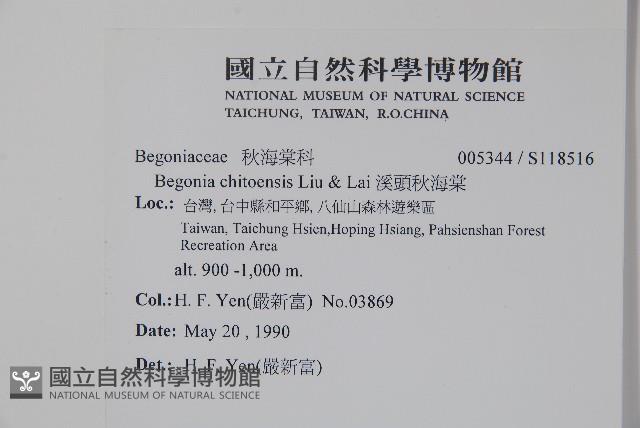 國立自然科學博物館
NATIONAL MUSEUM OF NATURAL SCIENCE
TAICHUNG, TAIWAN, R.O.CHINA
Begoniaceae 秋海棠科 005344 / S118516
Begonia chitoensis Liu & Lai 溪頭秋海棠
Loc.: 台灣, 台中縣和平鄉, 八仙山森林遊樂區
Taiwan, Taichung Hsien,Hoping Hsiang, Pahsienshan Forest
Recreation Area
alt. 900 -1,000 m.
Col.: H. F. Yen(嚴新富) No.03869
Date: May 20 , 1990
Det.: H. F. Yen(嚴新富)
國立自然科學博物館
NATIONAL MUSEUM OF NATURAL SCIENCE